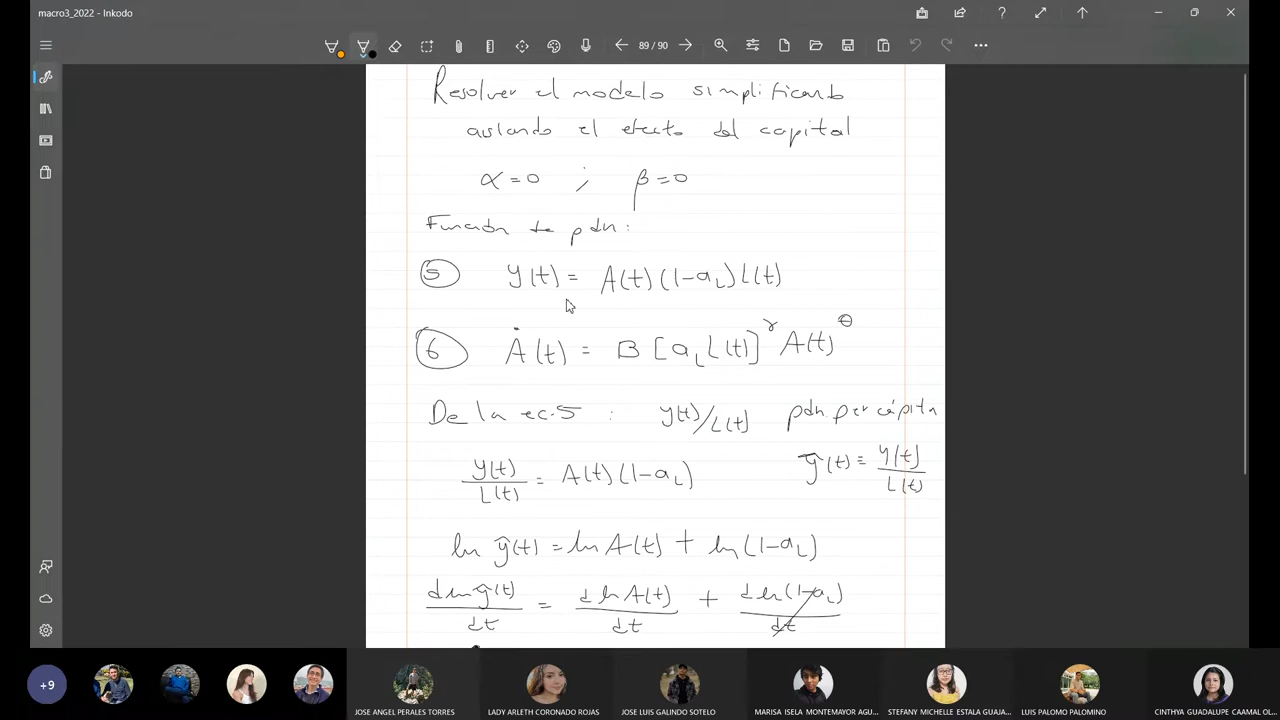 macro3_2022 - Inkodo
89 / 90
Resolver el modelo simplificando
aislando el efecto del capital
α = 0 ; β = 0
Función de pdn:
5 Y(t) = A(t)(1-a_L)L(t)
6 Ȧ(t) = B[a_L L(t)]^γ A(t)^θ
De la ec. 5 : Y(t)/L(t) pdn. per cápita
Y(t)/L(t) = A(t)(1-a_L) ȳ(t) = Y(t)/L(t)
ln ȳ(t) = ln A(t) + ln(1-a_L)
d ln ȳ(t)/dt = d ln A(t)/dt + d ln(1-a_L)/dt
+9
JOSE ANGEL PERALES TORRES
LADY ARLETH CORONADO ROJAS
JOSE LUIS GALINDO SOTELO
MARISA ISELA MONTEMAYOR AGU...
STEFANY MICHELLE ESTALA GUAJA...
LUIS PALOMO PALOMINO
CINTHYA GUADALUPE CAAMAL OL...